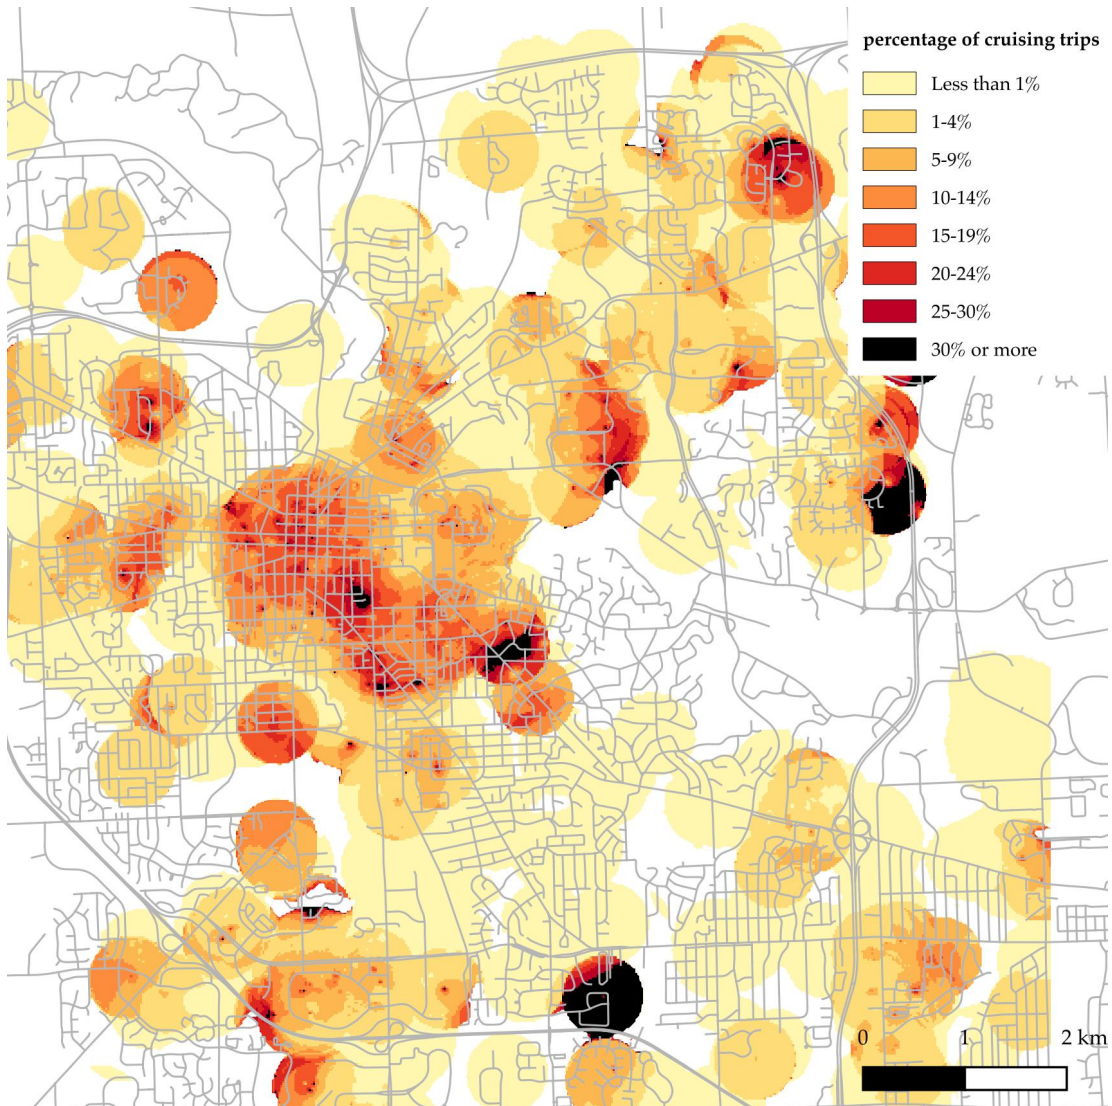 percentage of cruising trips
Less than 1%
1-4%
5-9%
10-14%
15-19%
20-24%
25-30%
30% or more
0 1 2 km